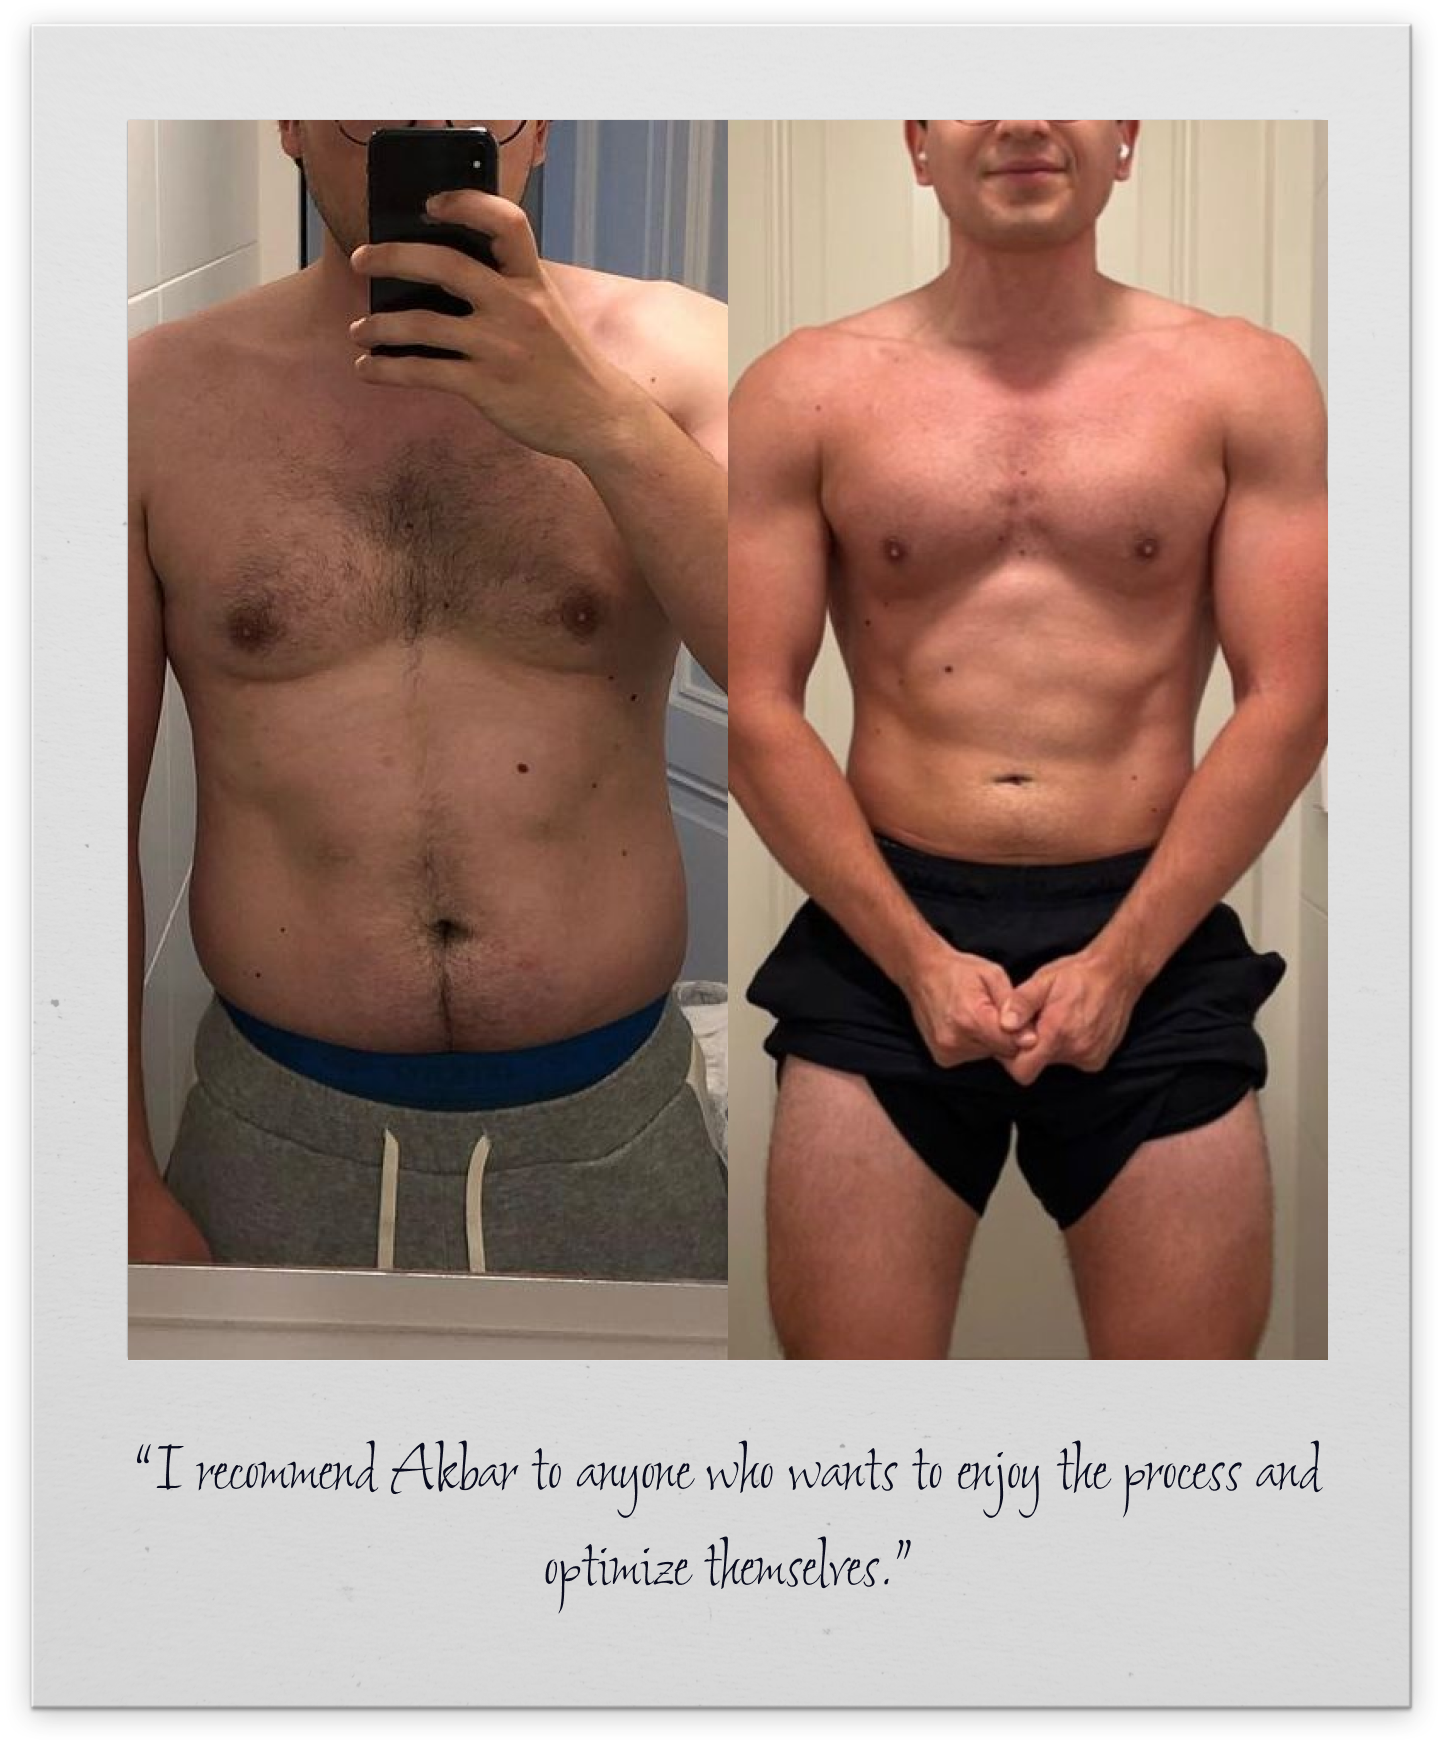 “I recommend Akbar to anyone who wants to enjoy the process and
optimize themselves.”